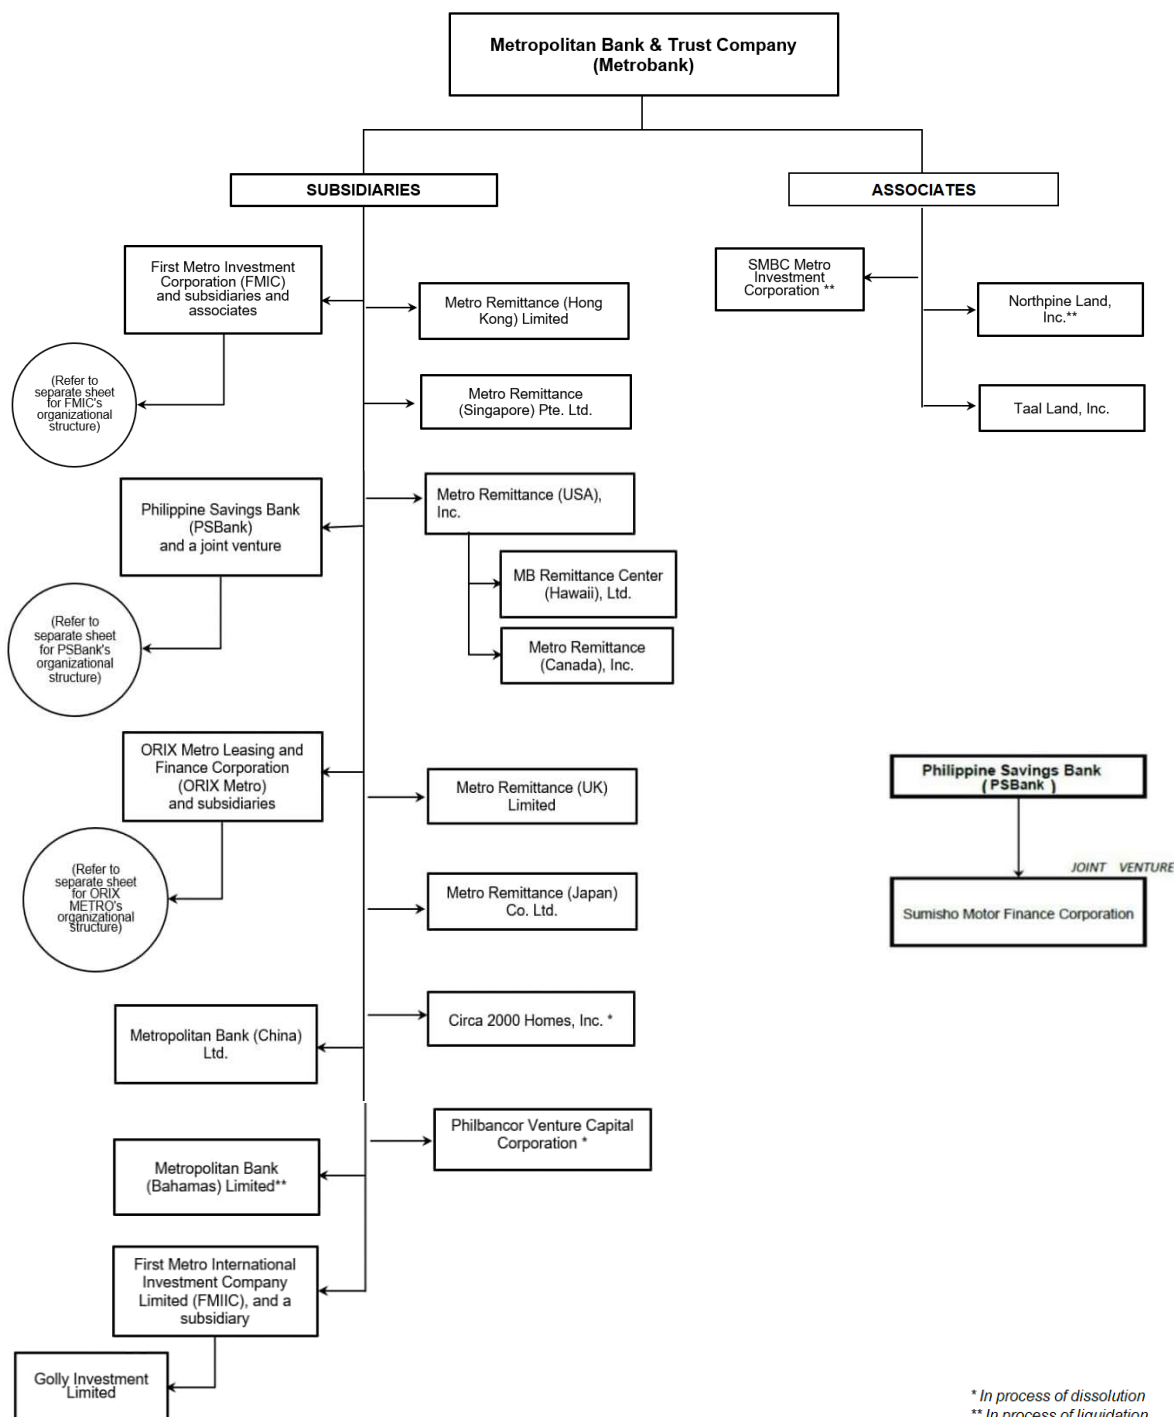 Metropolitan Bank & Trust Company
(Metrobank)
SUBSIDIARIES
ASSOCIATES
First Metro Investment
Corporation (FMIC)
and subsidiaries and
associates
Metro Remittance (Hong
Kong) Limited
SMBC Metro
Investment
Corporation **
Northpine Land,
Inc.**
(Refer to
separate sheet
for FMIC's
organizational
structure)
Metro Remittance
(Singapore) Pte. Ltd.
Taal Land, Inc.
Philippine Savings Bank
(PSBank)
and a joint venture
Metro Remittance (USA),
Inc.
MB Remittance Center
(Hawaii), Ltd.
(Refer to
separate sheet
for PSBank's
organizational
structure)
Metro Remittance
(Canada), Inc.
ORIX Metro Leasing and
Finance Corporation
(ORIX Metro)
and subsidiaries
Metro Remittance (UK)
Limited
Philippine Savings Bank
( PSBank )
JOINT VENTURE
Sumisho Motor Finance Corporation
(Refer to
separate sheet
for ORIX
METRO's
organizational
structure)
Metro Remittance (Japan)
Co. Ltd.
Circa 2000 Homes, Inc. *
Metropolitan Bank (China)
Ltd.
Philbancor Venture Capital
Corporation *
Metropolitan Bank
(Bahamas) Limited**
First Metro International
Investment Company
Limited (FMIIC), and a
subsidiary
Golly Investment
Limited
* In process of dissolution
** In process of liquidation